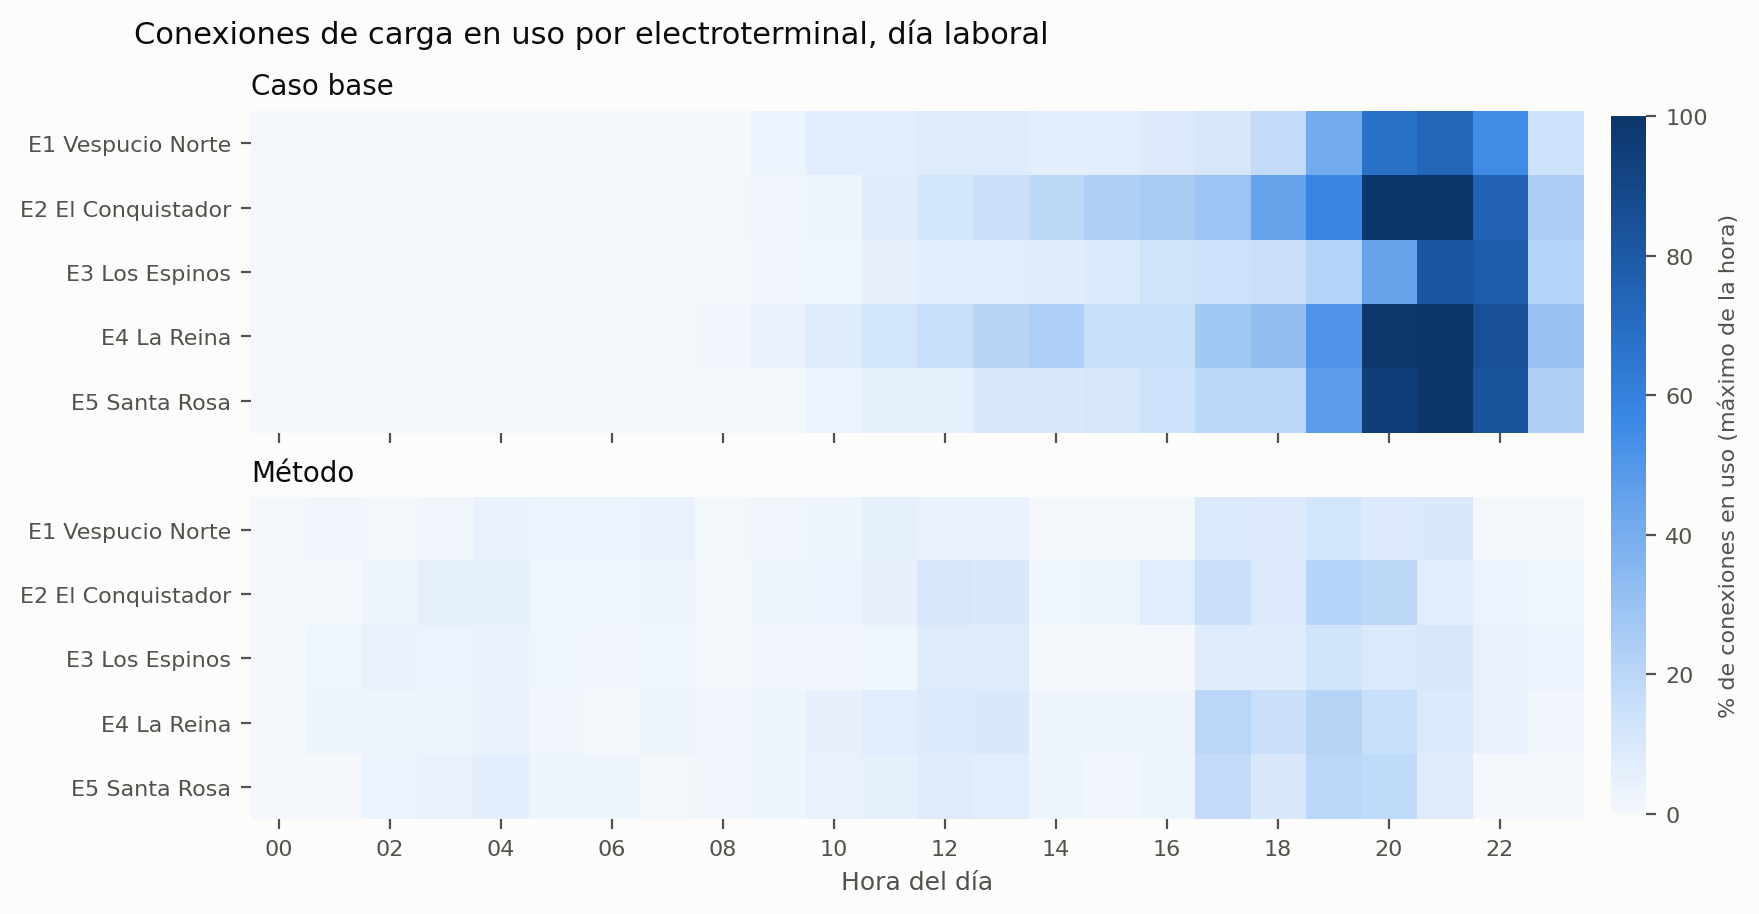 Conexiones de carga en uso por electroterminal, día laboral
Caso base
E1 Vespucio Norte
E2 El Conquistador
E3 Los Espinos
E4 La Reina
E5 Santa Rosa
Método
E1 Vespucio Norte
E2 El Conquistador
E3 Los Espinos
E4 La Reina
E5 Santa Rosa
00 02 04 06 08 10 12 14 16 18 20 22
Hora del día
100
80
60
40
20
0
% de conexiones en uso (máximo de la hora)